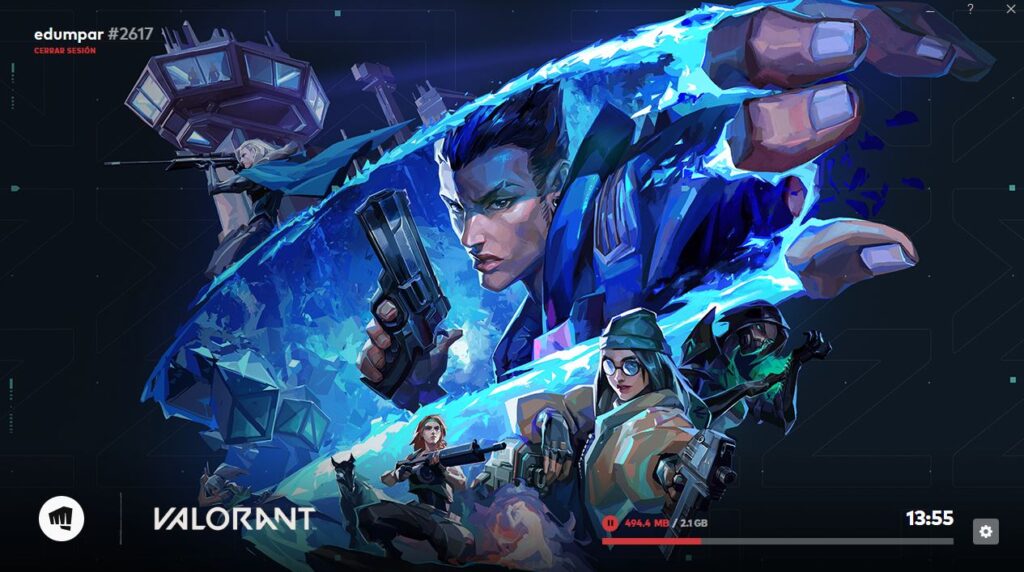 edumpar #2617
CERRAR SESIÓN
VALORANT
494.4 MB / 2.1 GB
13:55